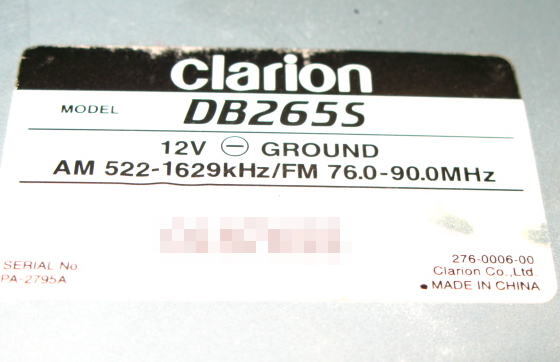 clarion
MODEL DB265S
12V ⊖ GROUND
AM 522-1629kHz/FM 76.0-90.0MHz
276-0006-00
SERIAL No.
Clarion Co.,Ltd.
PA-2795A
MADE IN CHINA